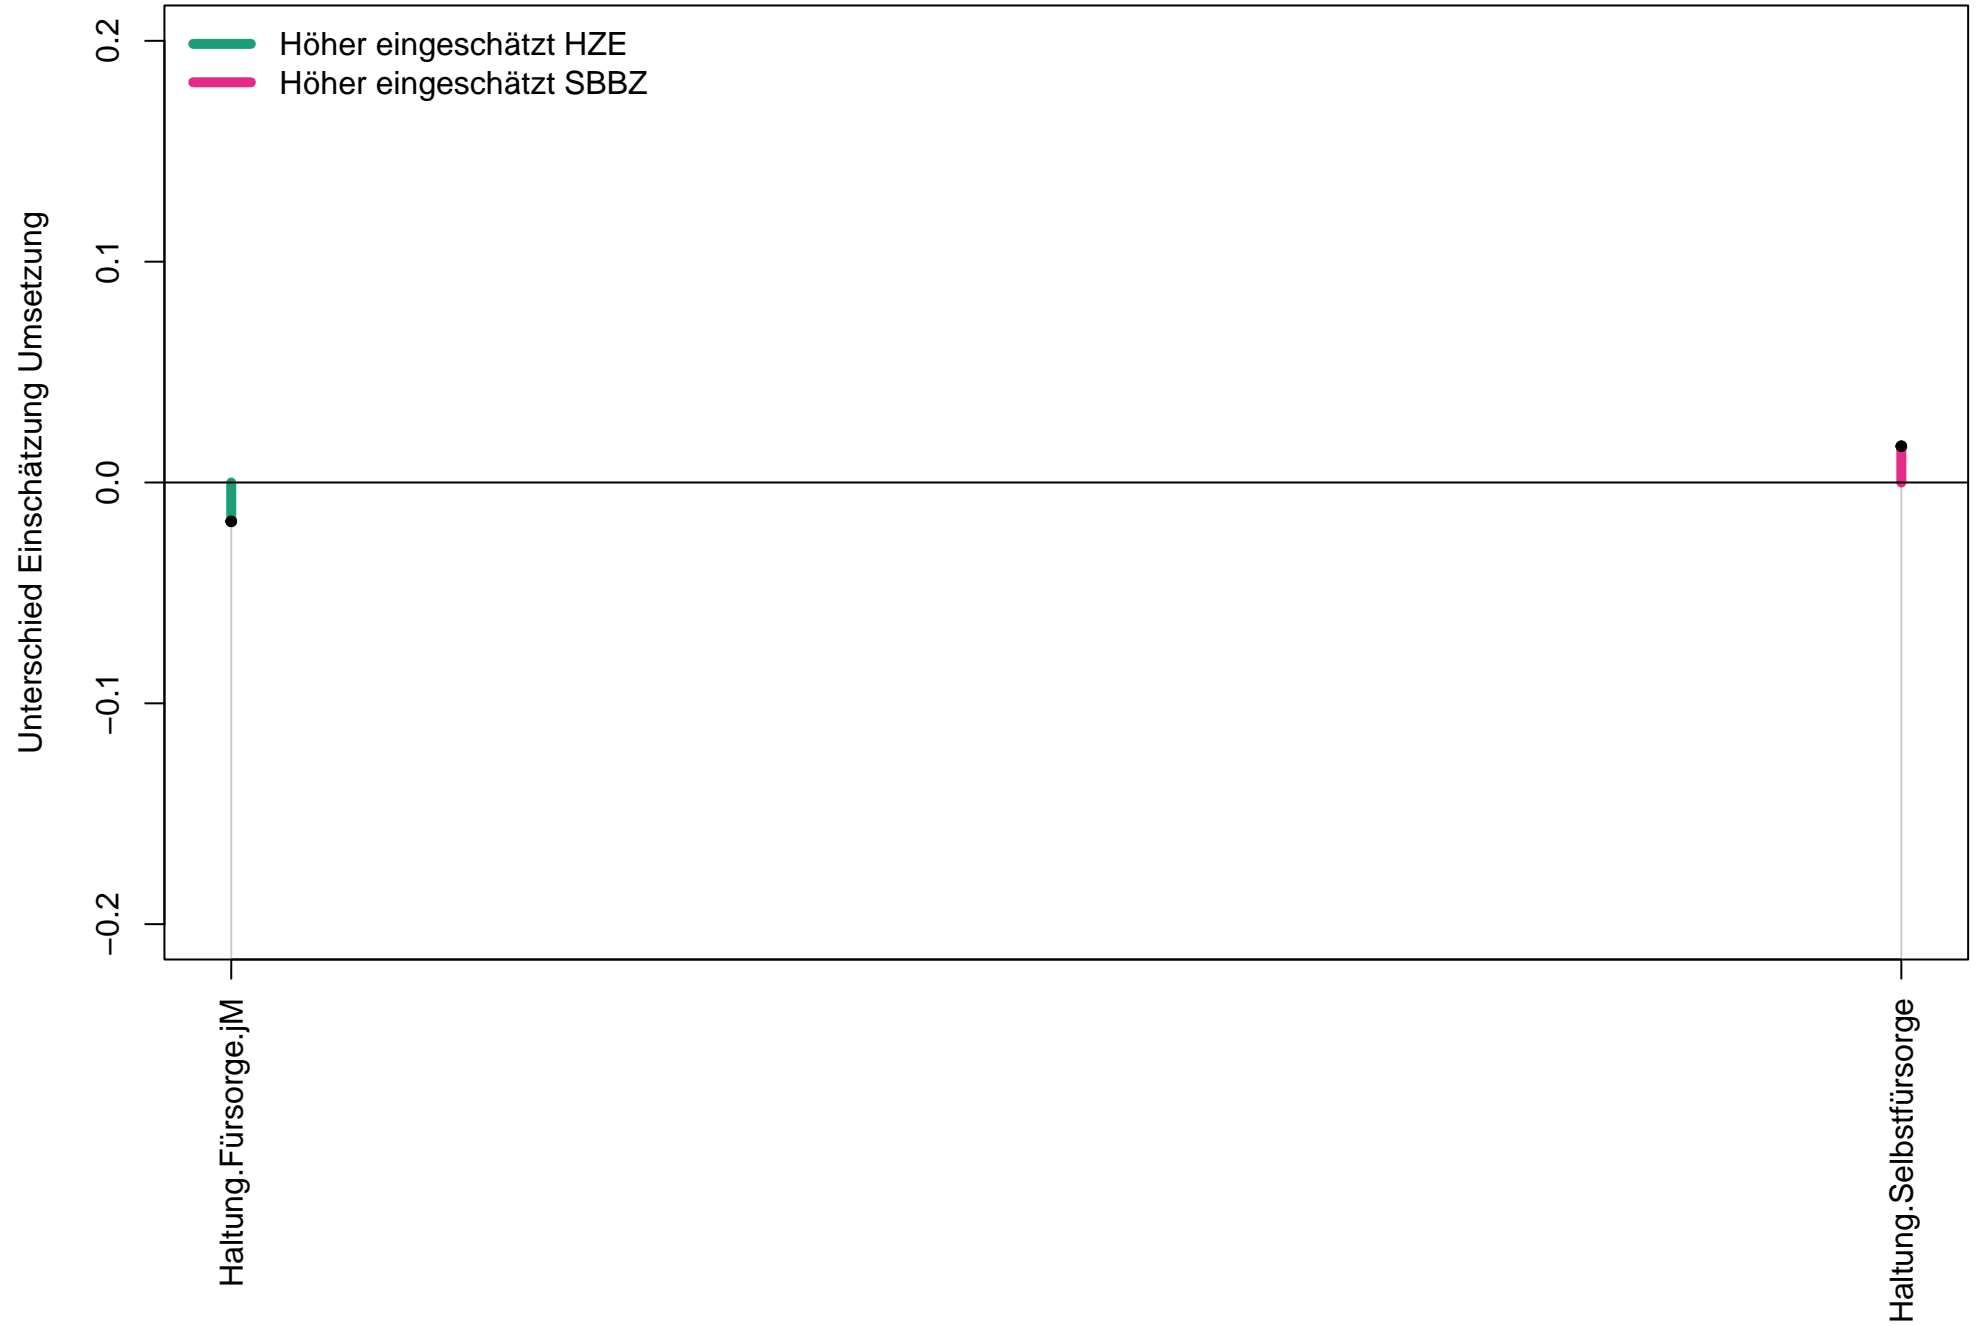 Höher eingeschätzt HZE
Höher eingeschätzt SBBZ
Unterschied Einschätzung Umsetzung
0.2
0.1
0.0
−0.1
−0.2
Haltung.Fürsorge.jM
Haltung.Selbstfürsorge